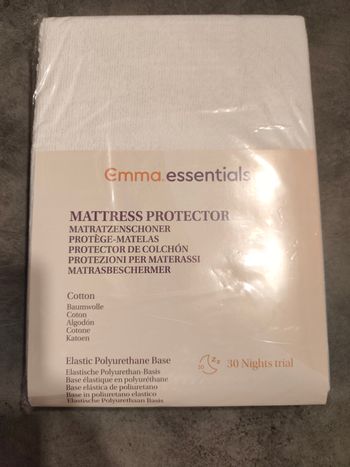 emma.essentials
MATTRESS PROTECTOR
MATRATZENSCHONER
PROTÈGE-MATELAS
PROTECTOR DE COLCHÓN
PROTEZIONI PER MATERASSI
MATRASBESCHERMER
Cotton
Baumwolle
Coton
Algodón
Cotone
Katoen
Elastic Polyurethane Base
Elastische Polyurethan-Basis
Base élastique en polyuréthane
Base elástica de poliuretano
Base in poliuretano elastico
Elastische Polyurethaan Basis
30 zz 30 Nights trial